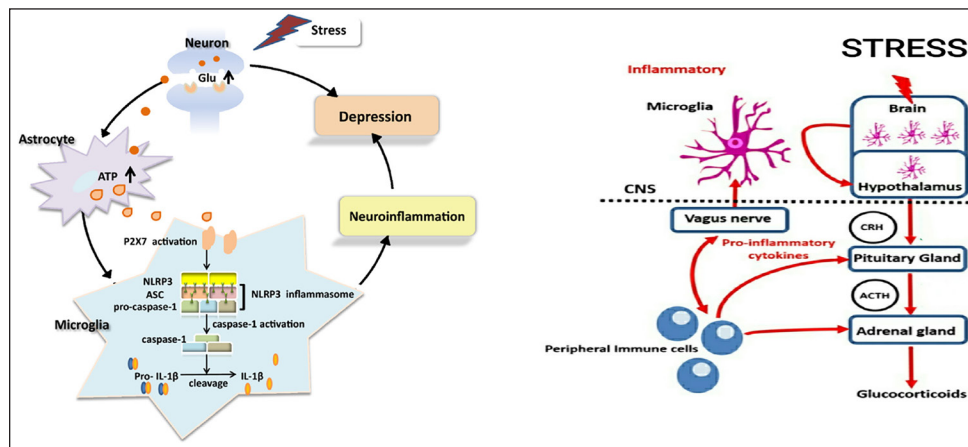 Neuron
Stress
Glu
Depression
Astrocyte
ATP
Neuroinflammation
P2X7 activation
NLRP3
ASC
pro-caspase-1
NLRP3 inflammasome
Microglia
caspase-1 activation
caspase-1
Pro- IL-1β
cleavage
IL-1β
STRESS
Inflammatory
Microglia
Brain
Hypothalamus
CNS
Vagus nerve
CRH
Pro-inflammatory
cytokines
Pituitary Gland
ACTH
Peripheral Immune cells
Adrenal gland
Glucocorticoids